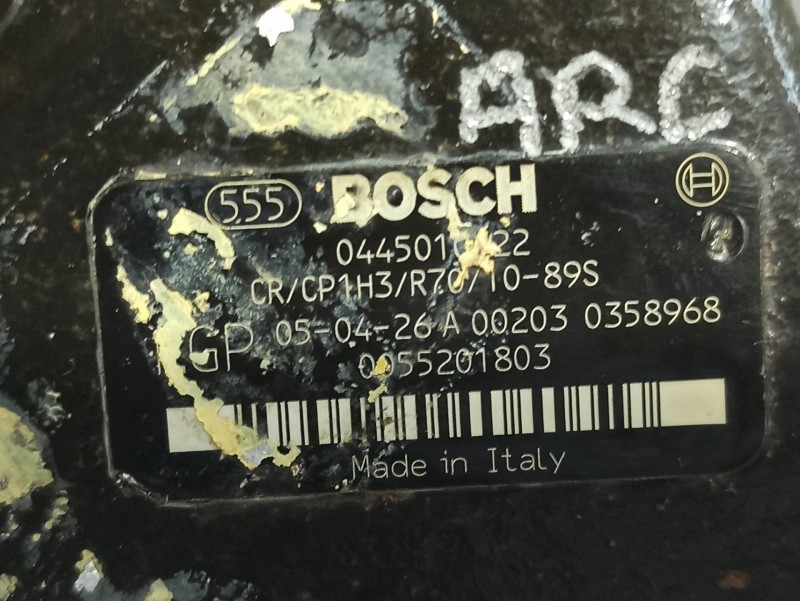 ARC
555 BOSCH
CR/CP1H3/R70/10-89S
GP 05-04-26 A 00203 0358968
0055201803
Made in Italy